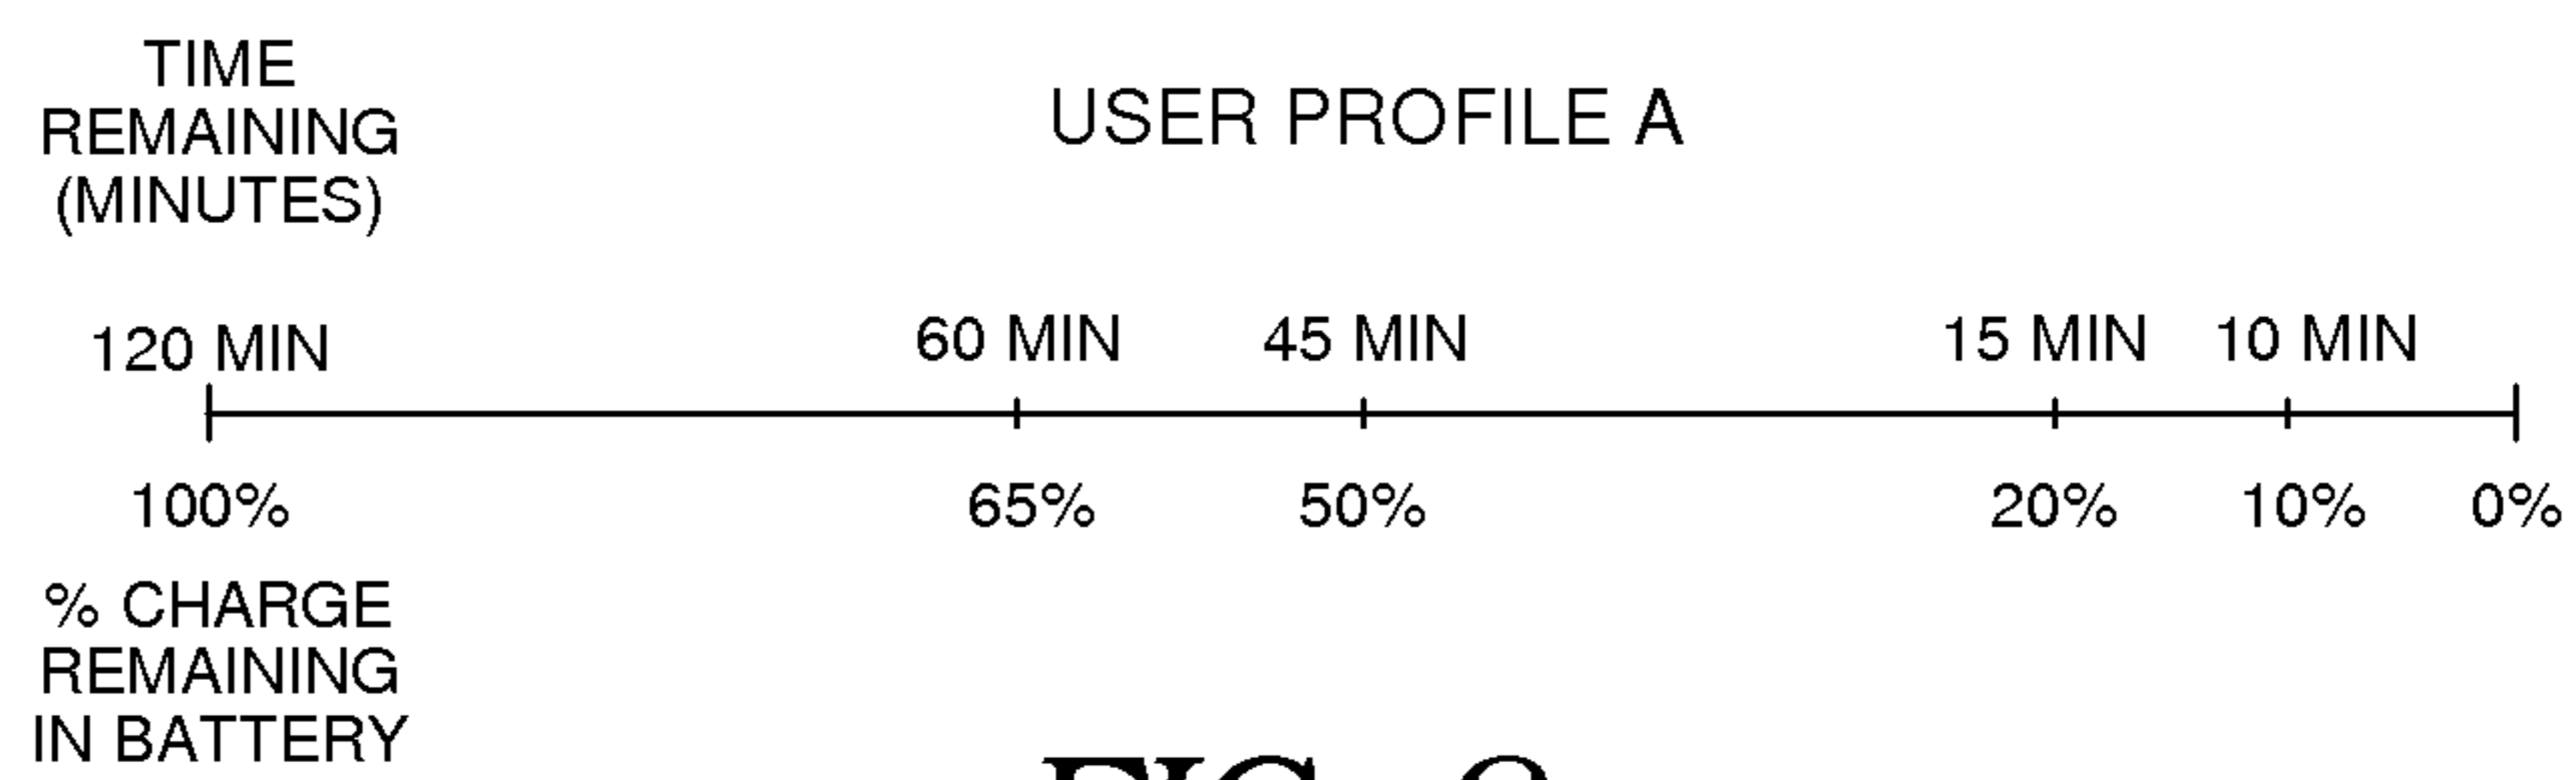 TIME
REMAINING
(MINUTES)
USER PROFILE A
120 MIN 60 MIN 45 MIN 15 MIN 10 MIN
100% 65% 50% 20% 10% 0%
% CHARGE
REMAINING
IN BATTERY